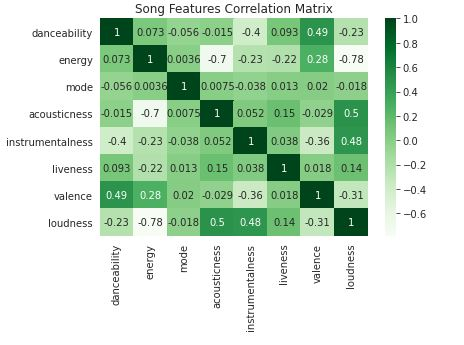 Song Features Correlation Matrix
danceability 1 0.073 -0.056 -0.015 -0.4 0.093 0.49 -0.23
energy 0.073 1 0.0036 -0.7 -0.23 -0.22 0.28 -0.78
mode -0.056 0.0036 1 0.0075 -0.038 0.013 0.02 -0.018
acousticness -0.015 -0.7 0.0075 1 0.052 0.15 -0.029 0.5
instrumentalness -0.4 -0.23 -0.038 0.052 1 0.038 -0.36 0.48
liveness 0.093 -0.22 0.013 0.15 0.038 1 0.018 0.14
valence 0.49 0.28 0.02 -0.029 -0.36 0.018 1 -0.31
loudness -0.23 -0.78 -0.018 0.5 0.48 0.14 -0.31 1
danceability
energy
mode
acousticness
instrumentalness
liveness
valence
loudness
1.0
0.8
0.6
0.4
0.2
0.0
-0.2
-0.4
-0.6